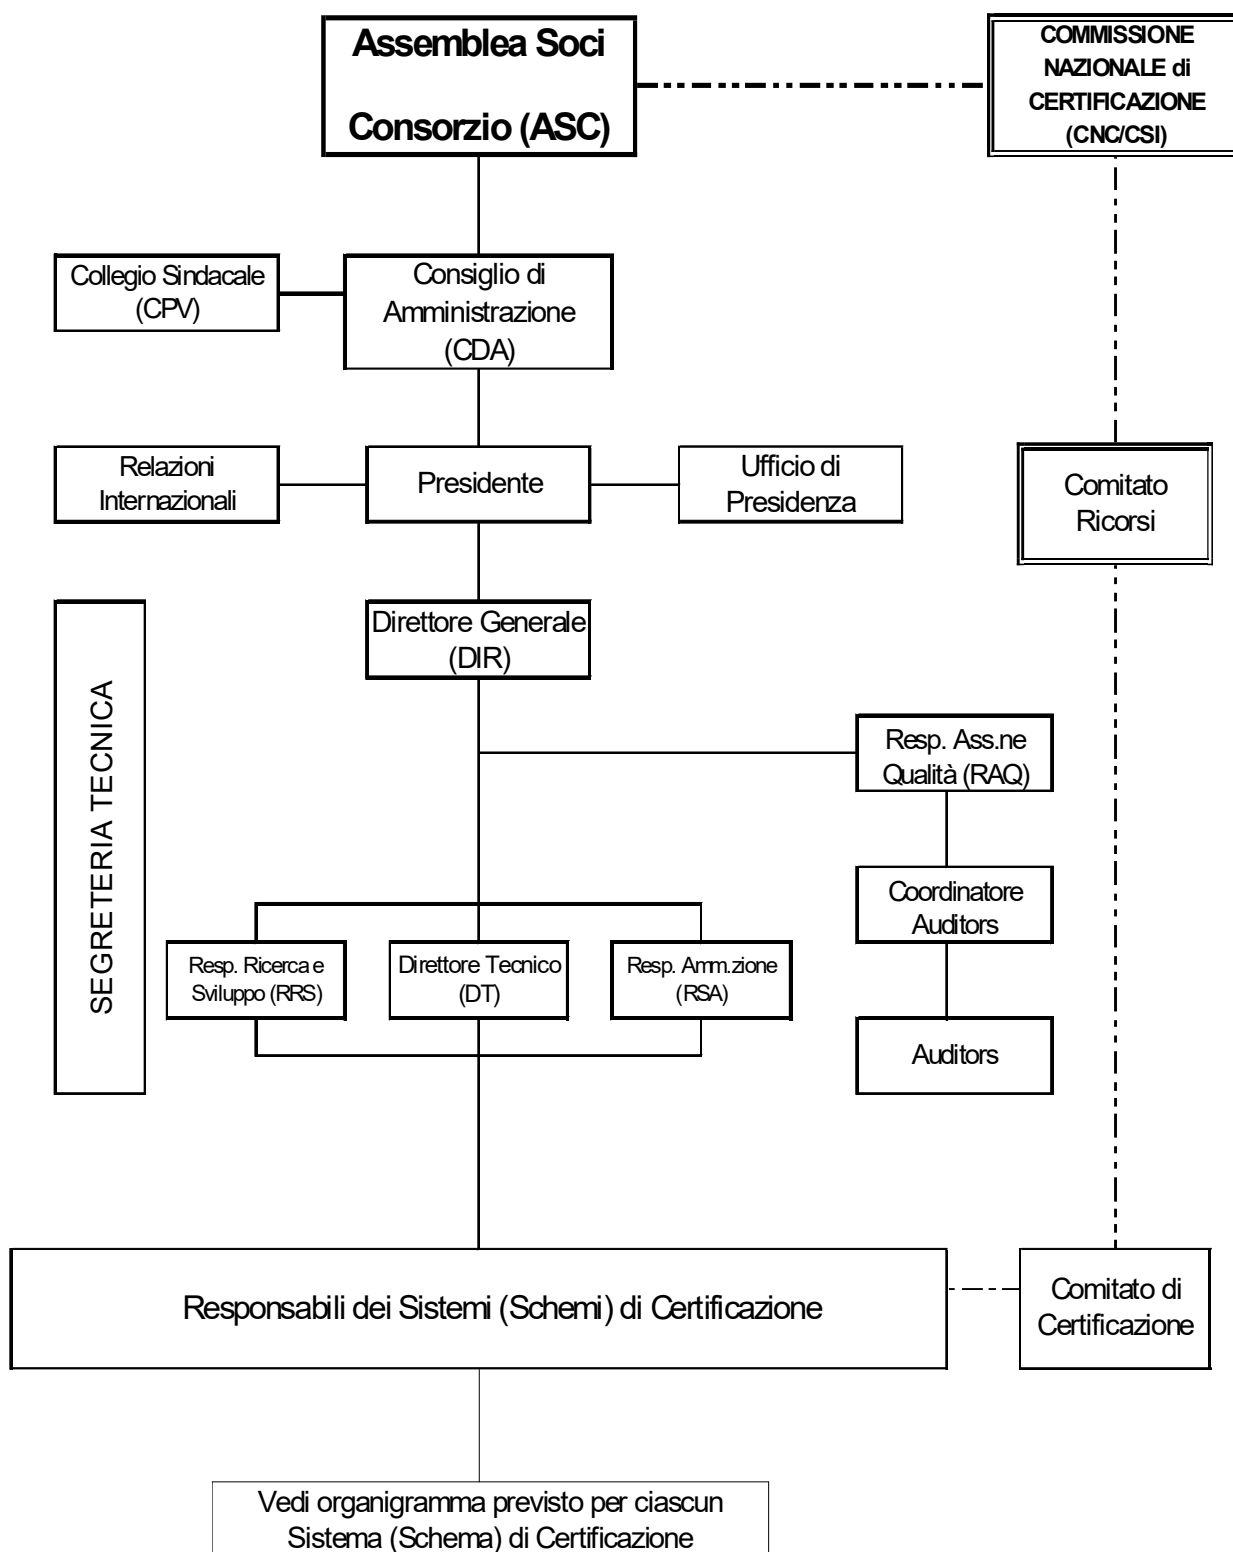 Assemblea Soci
Consorzio (ASC)
COMMISSIONE
NAZIONALE di
CERTIFICAZIONE
(CNC/CSI)
Collegio Sindacale
(CPV)
Consiglio di
Amministrazione
(CDA)
Relazioni
Internazionali
Presidente
Ufficio di
Presidenza
Comitato
Ricorsi
Direttore Generale
(DIR)
SEGRETERIA TECNICA
Resp. Ass.ne
Qualità (RAQ)
Coordinatore
Auditors
Resp. Ricerca e
Sviluppo (RRS)
Direttore Tecnico
(DT)
Resp. Amm.zione
(RSA)
Auditors
Responsabili dei Sistemi (Schemi) di Certificazione
Comitato di
Certificazione
Vedi organigramma previsto per ciascun
Sistema (Schema) di Certificazione